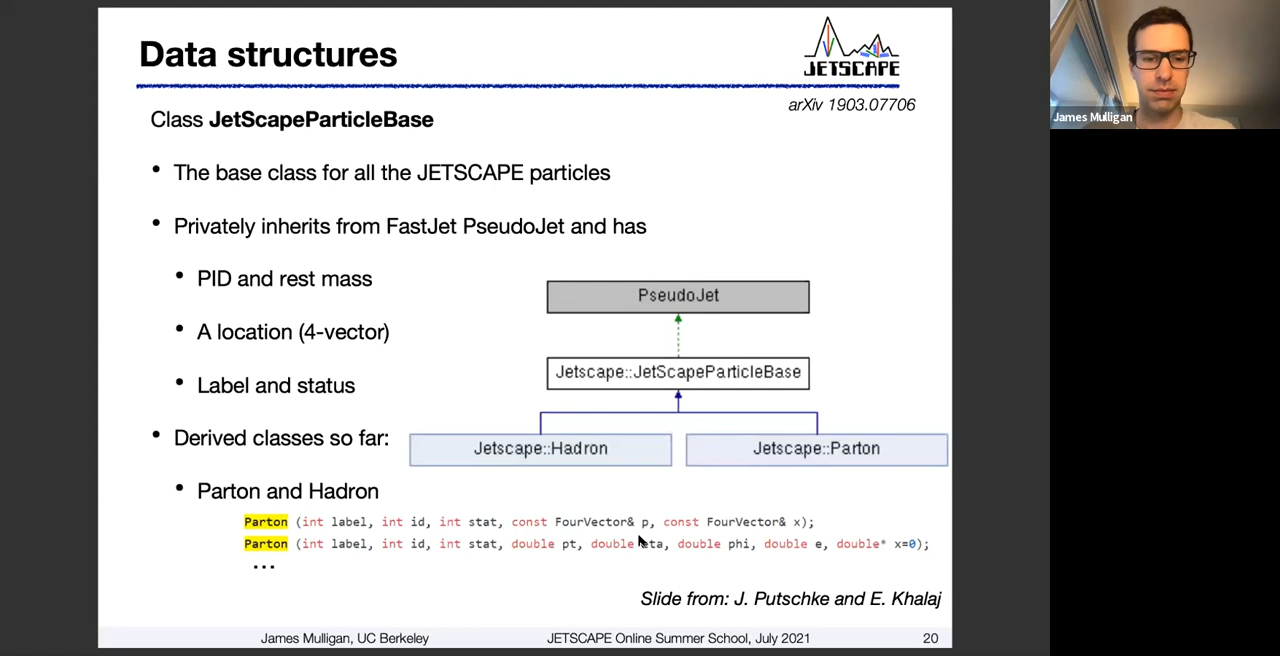 Data structures
JETSCAPE
arXiv 1903.07706
Class JetScapeParticleBase
• The base class for all the JETSCAPE particles
• Privately inherits from FastJet PseudoJet and has
• PID and rest mass
• A location (4-vector)
• Label and status
• Derived classes so far:
• Parton and Hadron
PseudoJet
Jetscape::JetScapeParticleBase
Jetscape::Hadron
Jetscape::Parton
Parton (int label, int id, int stat, const FourVector& p, const FourVector& x);
Parton (int label, int id, int stat, double pt, double eta, double phi, double e, double* x=0);
...
Slide from: J. Putschke and E. Khalaj
James Mulligan, UC Berkeley
JETSCAPE Online Summer School, July 2021
20
James Mulligan